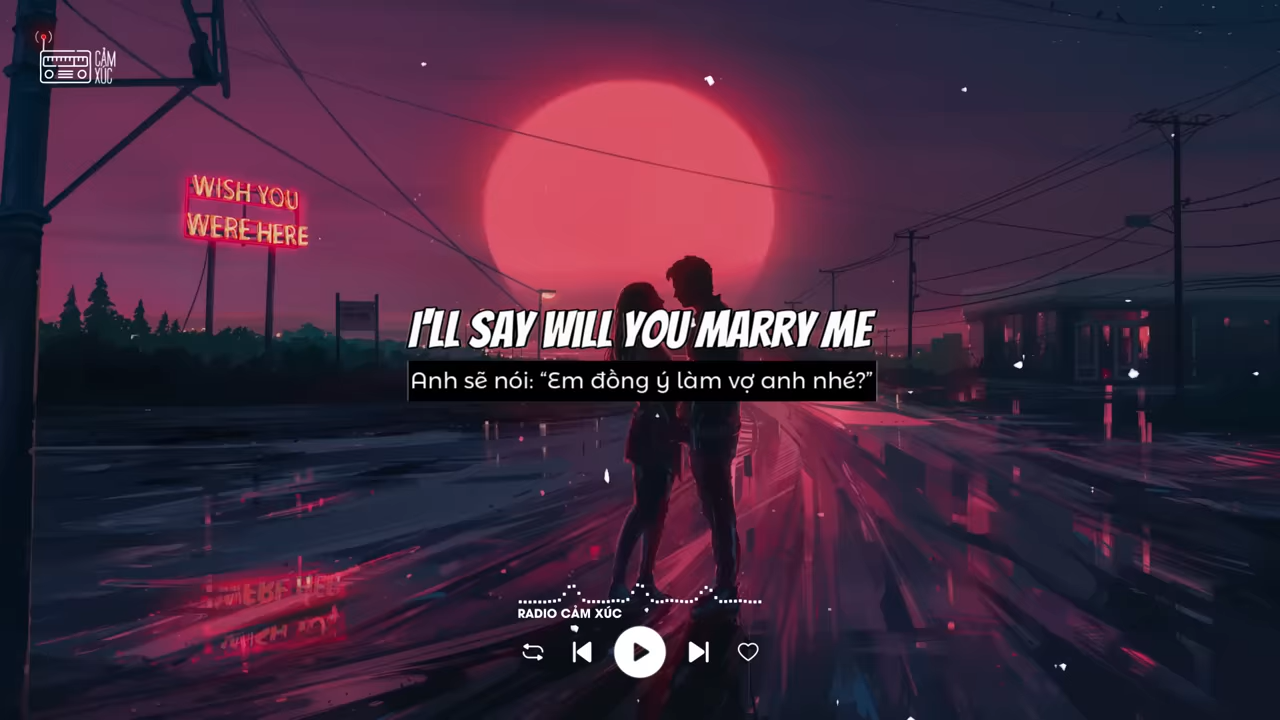 CẢM
XÚC
WISH YOU
WERE HERE
I'LL SAY WILL YOU MARRY ME
Anh sẽ nói: “Em đồng ý làm vợ anh nhé?”
RADIO CẢM XÚC